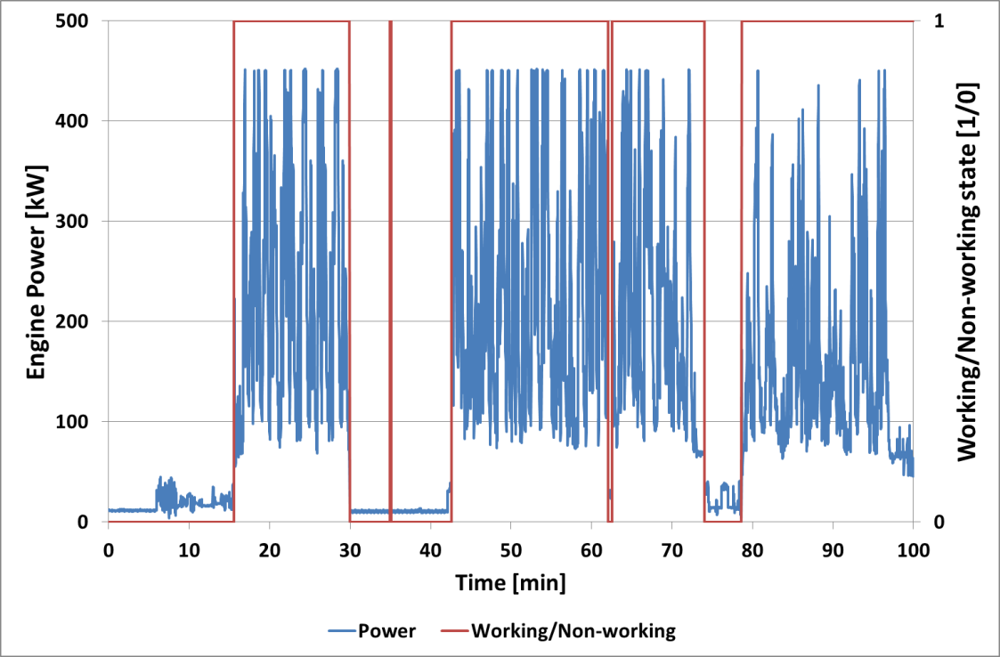 500
400
300
200
100
0
Engine Power [kW]
1
0
Working/Non-working state [1/0]
0 10 20 30 40 50 60 70 80 90 100
Time [min]
Power Working/Non-working